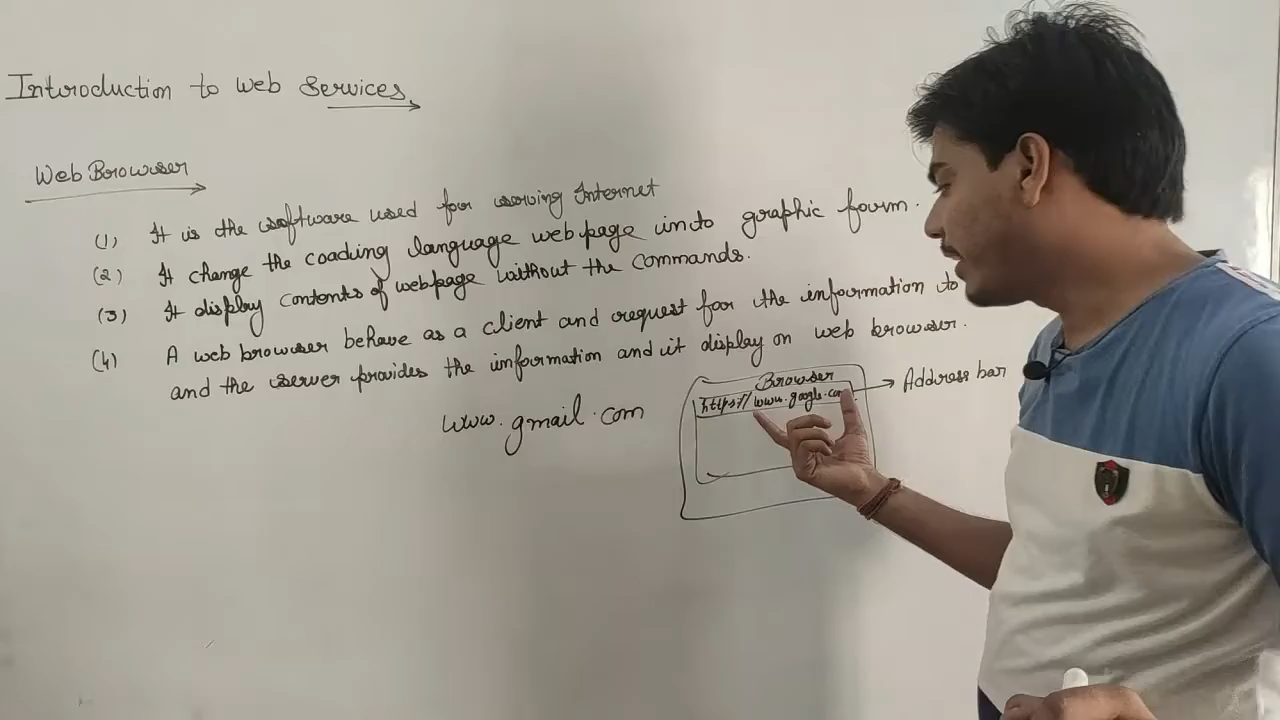 Introduction to web Services
Web Browser
(1) It is the software used for using Internet
(2) It change the coading language webpage into graphic form.
(3) It display contents of webpage without the commands.
(4) A web browser behave as a client and request for the information to
and the server provides the information and it display on web browser.
www.gmail.com
Browser
https:// www.google.com
Address bar